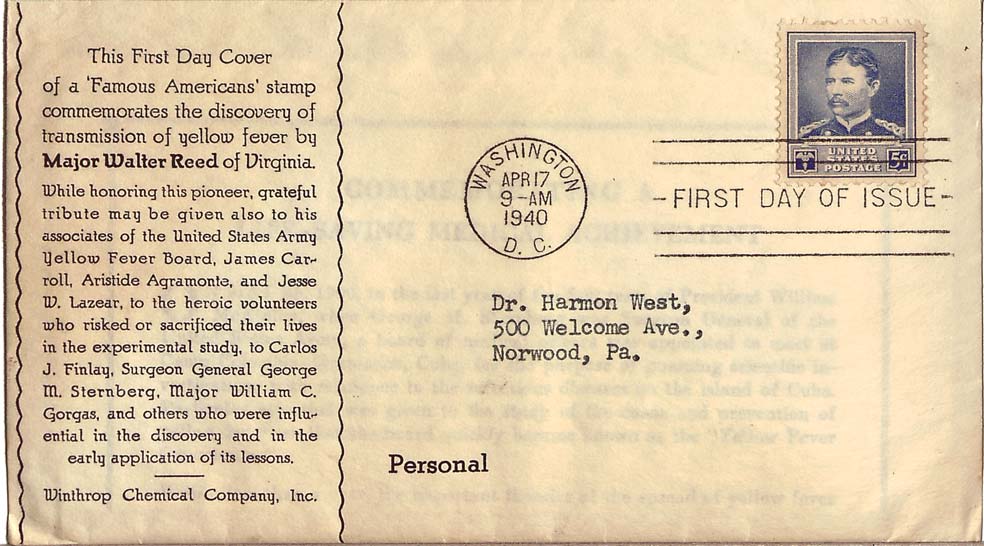 This First Day Cover
of a 'Famous Americans' stamp
commemorates the discovery of
transmission of yellow fever by
Major Walter Reed of Virginia.
While honoring this pioneer, grateful
tribute may be given also to his
associates of the United States Army
Yellow Fever Board, James Car-
roll, Aristide Agramonte, and Jesse
W. Lazear, to the heroic volunteers
who risked or sacrificed their lives
in the experimental study, to Carlos
J. Finlay, Surgeon General George
M. Sternberg, Major William C.
Gorgas, and others who were influ-
ential in the discovery and in the
early application of its lessons.
Winthrop Chemical Company, Inc.
UNITED
STATES
POSTAGE
5¢
WASHINGTON
APR 17
9-AM
1940
D. C.
FIRST DAY OF ISSUE
COMMEMORATING A
LIFE-SAVING MEDICAL ACHIEVEMENT
Dr. Harmon West,
500 Welcome Ave.,
Norwood, Pa.
Personal